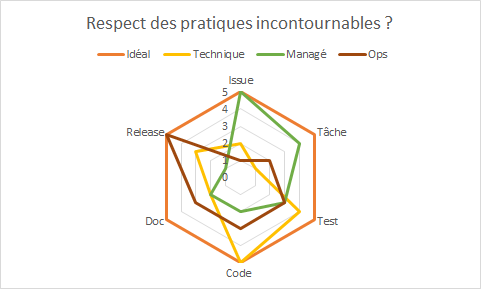 Respect des pratiques incontournables ?
Idéal Technique Managé Ops
Issue
5
4
3
2
1
0
Release Tâche
Doc Test
Code